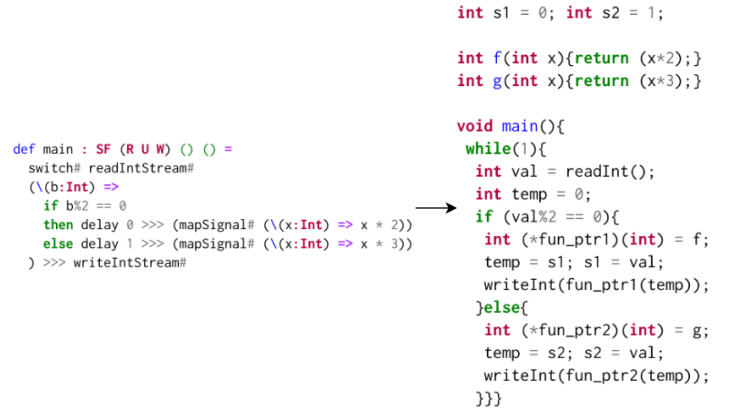 def main : SF (R U W) () () =
  switch# readIntStream#
  (\(b:Int) =>
    if b%2 == 0
    then delay 0 >>> (mapSignal# (\(x:Int) => x * 2))
    else delay 1 >>> (mapSignal# (\(x:Int) => x * 3))
  ) >>> writeIntStream#
int s1 = 0; int s2 = 1;
int f(int x){return (x*2);}
int g(int x){return (x*3);}
void main(){
 while(1){
  int val = readInt();
  int temp = 0;
  if (val%2 == 0){
   int (*fun_ptr1)(int) = f;
   temp = s1; s1 = val;
   writeInt(fun_ptr1(temp));
  }else{
   int (*fun_ptr2)(int) = g;
   temp = s2; s2 = val;
   writeInt(fun_ptr2(temp));
  }}}